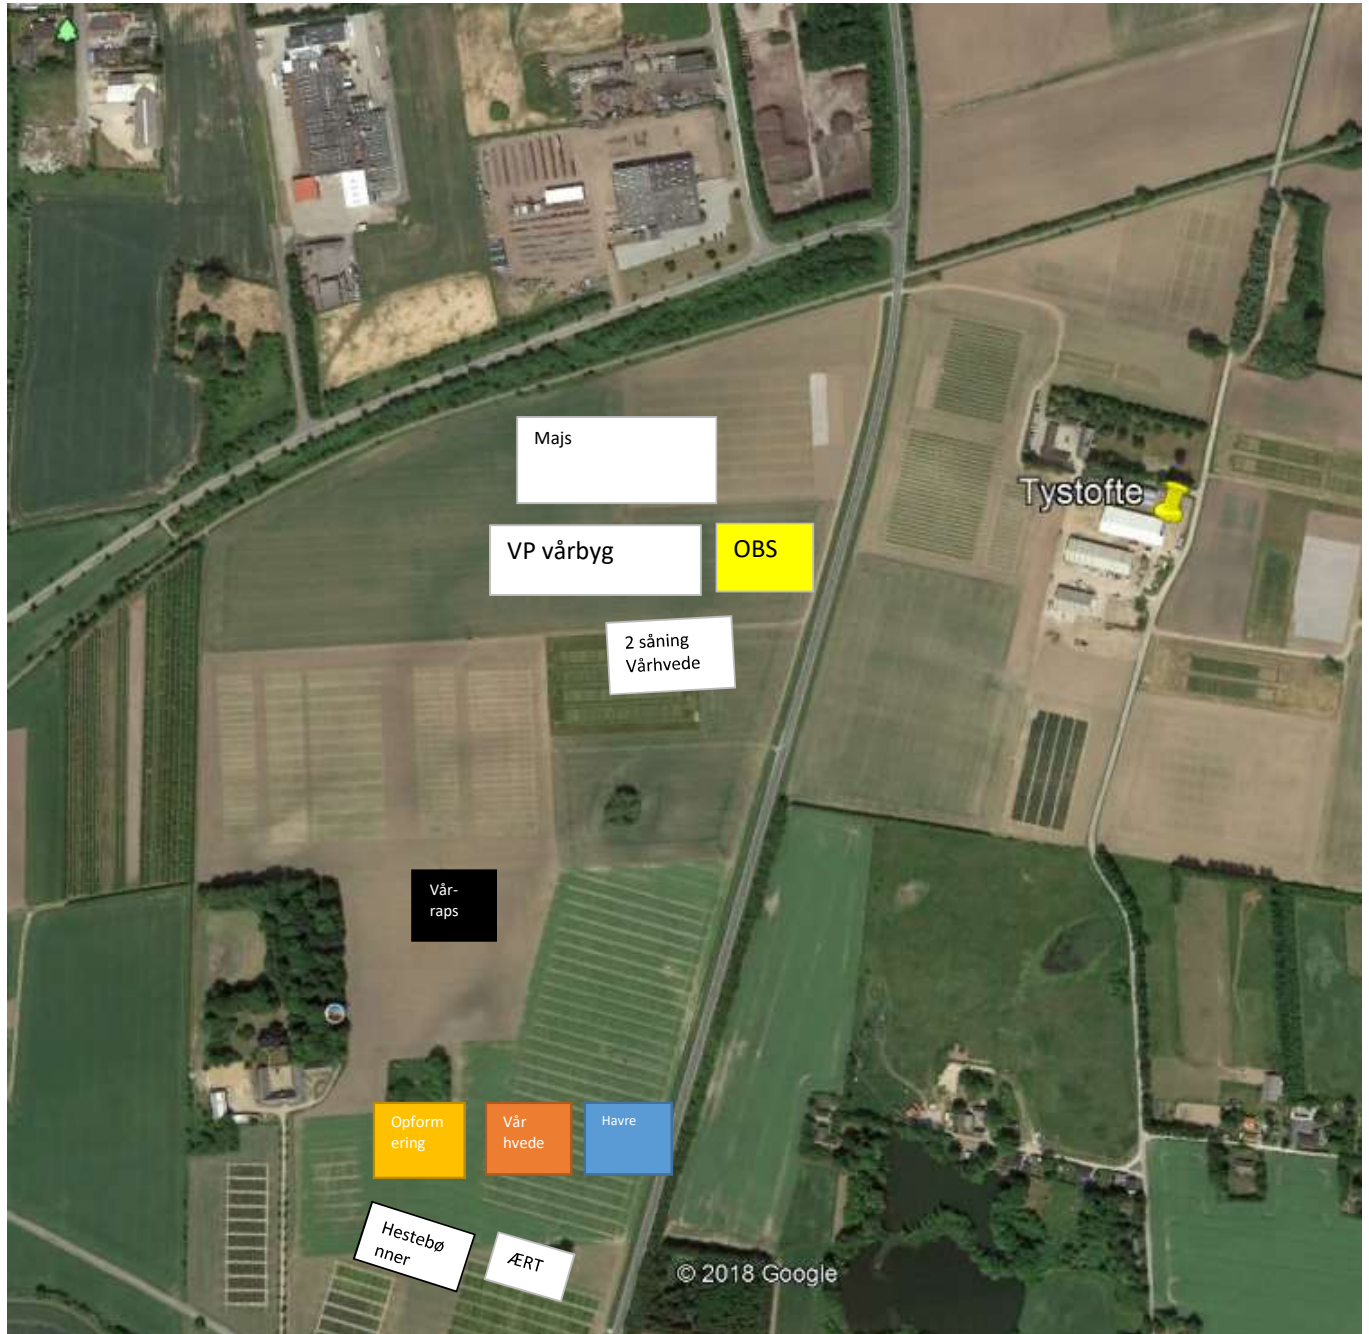 Majs
Tystofte
VP vårbyg
OBS
2 såning
Vårhvede
Vår-
raps
Opform
ering
Vår
hvede
Havre
Hestebø
nner
ÆRT
© 2018 Google